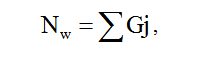 N_w = ∑Gj,